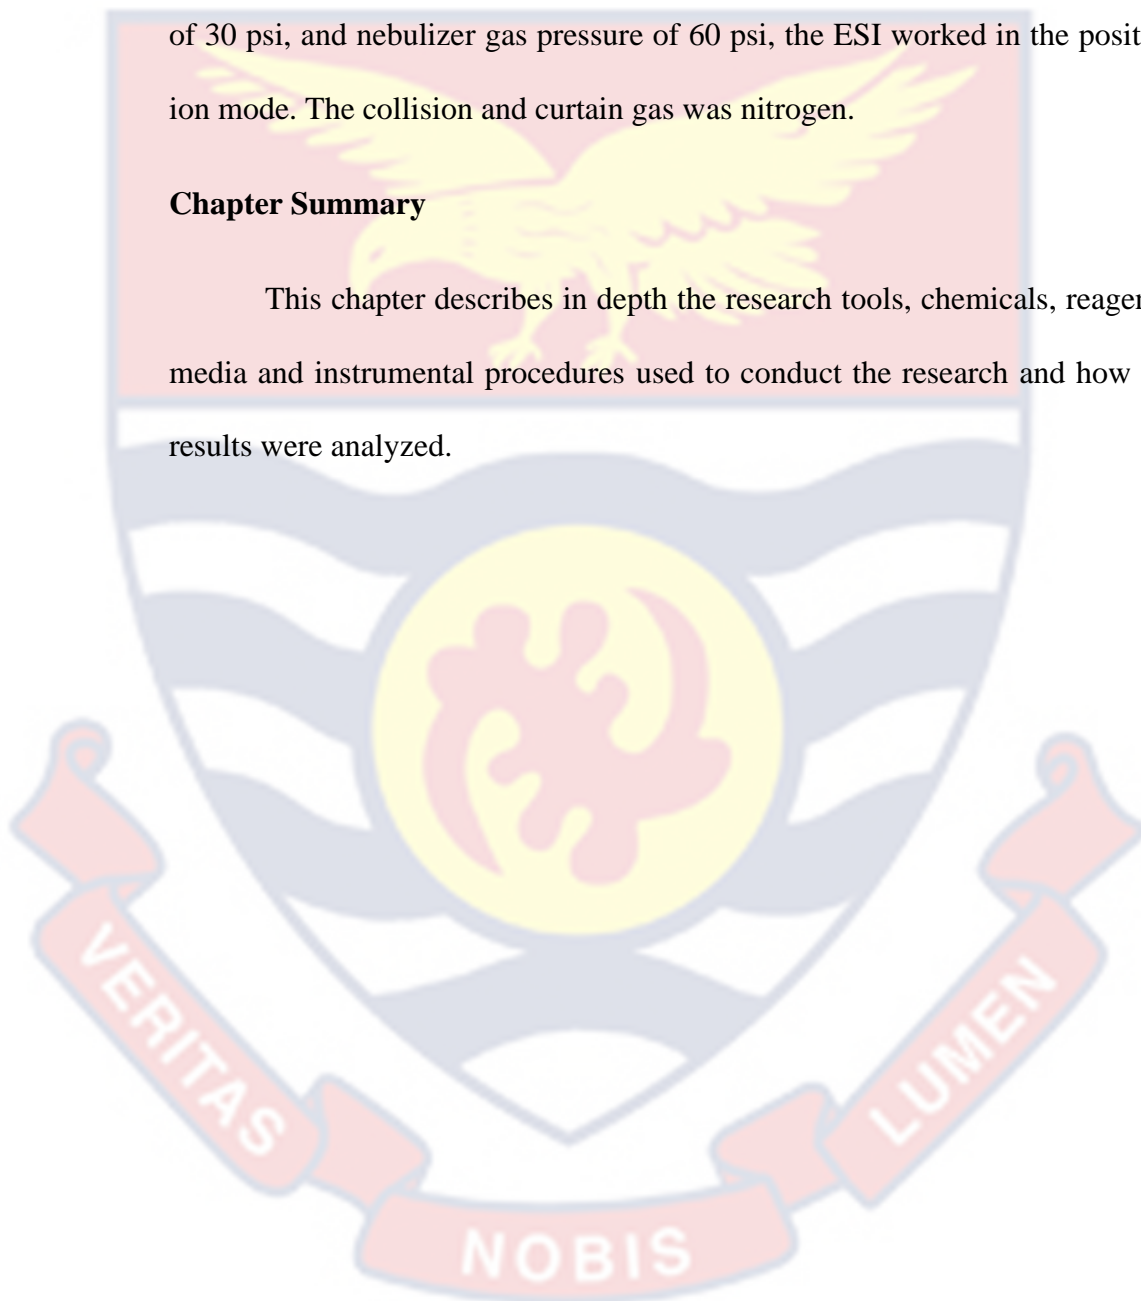 of 30 psi, and nebulizer gas pressure of 60 psi, the ESI worked in the posit
ion mode. The collision and curtain gas was nitrogen.
Chapter Summary
This chapter describes in depth the research tools, chemicals, reagen
media and instrumental procedures used to conduct the research and how
results were analyzed.
VERITAS
NOBIS
LUMEN